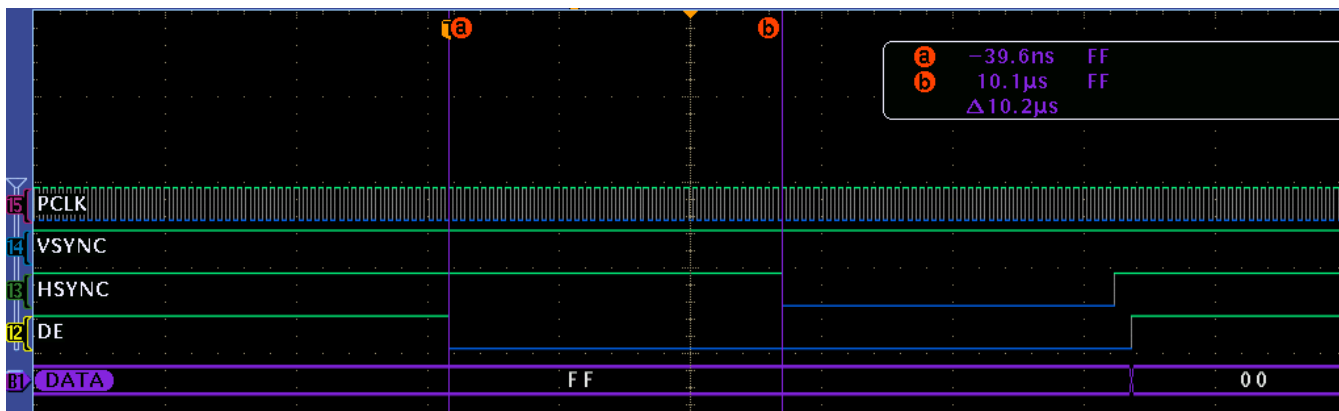 T a b
a −39.6ns FF
b 10.1µs FF
Δ10.2µs
15 PCLK
14 VSYNC
13 HSYNC
12 DE
B1 DATA FF 00